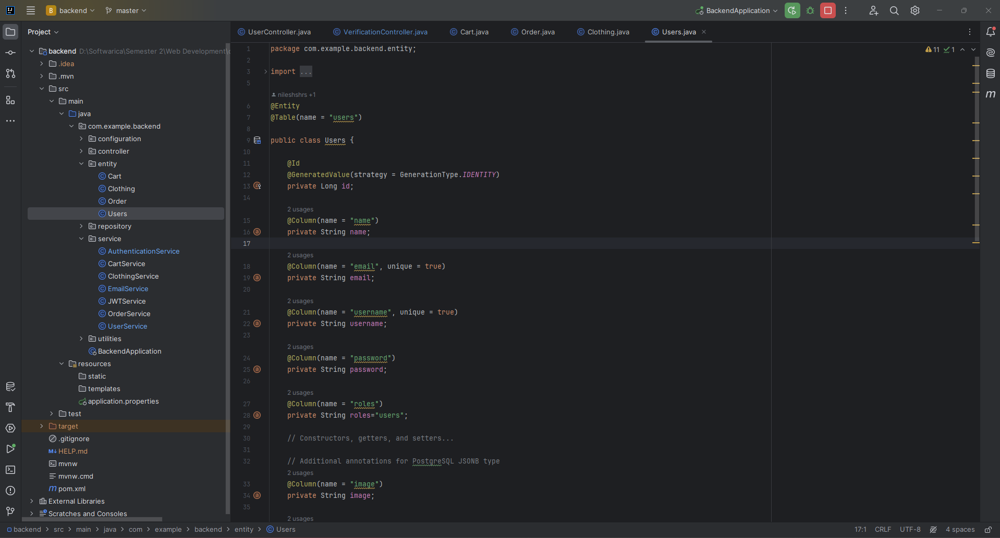 B backend master BackendApplication
Project
UserController.java VerificationController.java Cart.java Order.java Clothing.java Users.java
backend D:\Softwarica\Semester 2\Web Development\
.idea
.mvn
src
main
java
com.example.backend
configuration
controller
entity
Cart
Clothing
Order
Users
repository
service
AuthenticationService
CartService
ClothingService
EmailService
JWTService
OrderService
UserService
utilities
BackendApplication
resources
static
templates
application.properties
test
target
.gitignore
HELP.md
mvnw
mvnw.cmd
pom.xml
External Libraries
Scratches and Consoles
11 1
1 package com.example.backend.entity;
2
3 import ...
5
nileshshrs +1
6 @Entity
7 @Table(name = "users")
8
9 public class Users {
10
11 @Id
12 @GeneratedValue(strategy = GenerationType.IDENTITY)
13 private Long id;
14
2 usages
15 @Column(name = "name")
16 private String name;
17
2 usages
18 @Column(name = "email", unique = true)
19 private String email;
20
2 usages
21 @Column(name = "username", unique = true)
22 private String username;
23
2 usages
24 @Column(name = "password")
25 private String password;
26
2 usages
27 @Column(name = "roles")
28 private String roles="users";
29
30 // Constructors, getters, and setters...
31
32 // Additional annotations for PostgreSQL JSONB type
2 usages
33 @Column(name = "image")
34 private String image;
35
2 usages
backend > src > main > java > com > example > backend > entity > Users
17:1 CRLF UTF-8 4 spaces